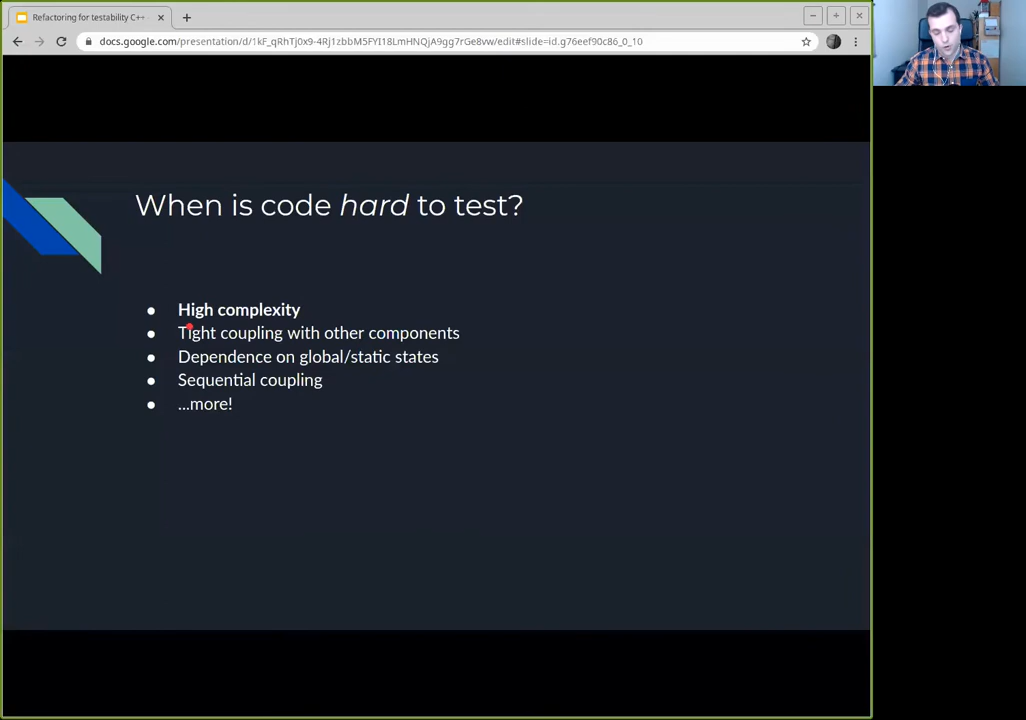 Refactoring for testability C++
docs.google.com/presentation/d/1kF_qRhTj0x9-4Rj1zbbM5FYI18LmHNQjA9gg7rGe8vw/edit#slide=id.g76eef90c86_0_10
When is code hard to test?
● High complexity
● Tight coupling with other components
● Dependence on global/static states
● Sequential coupling
● ...more!